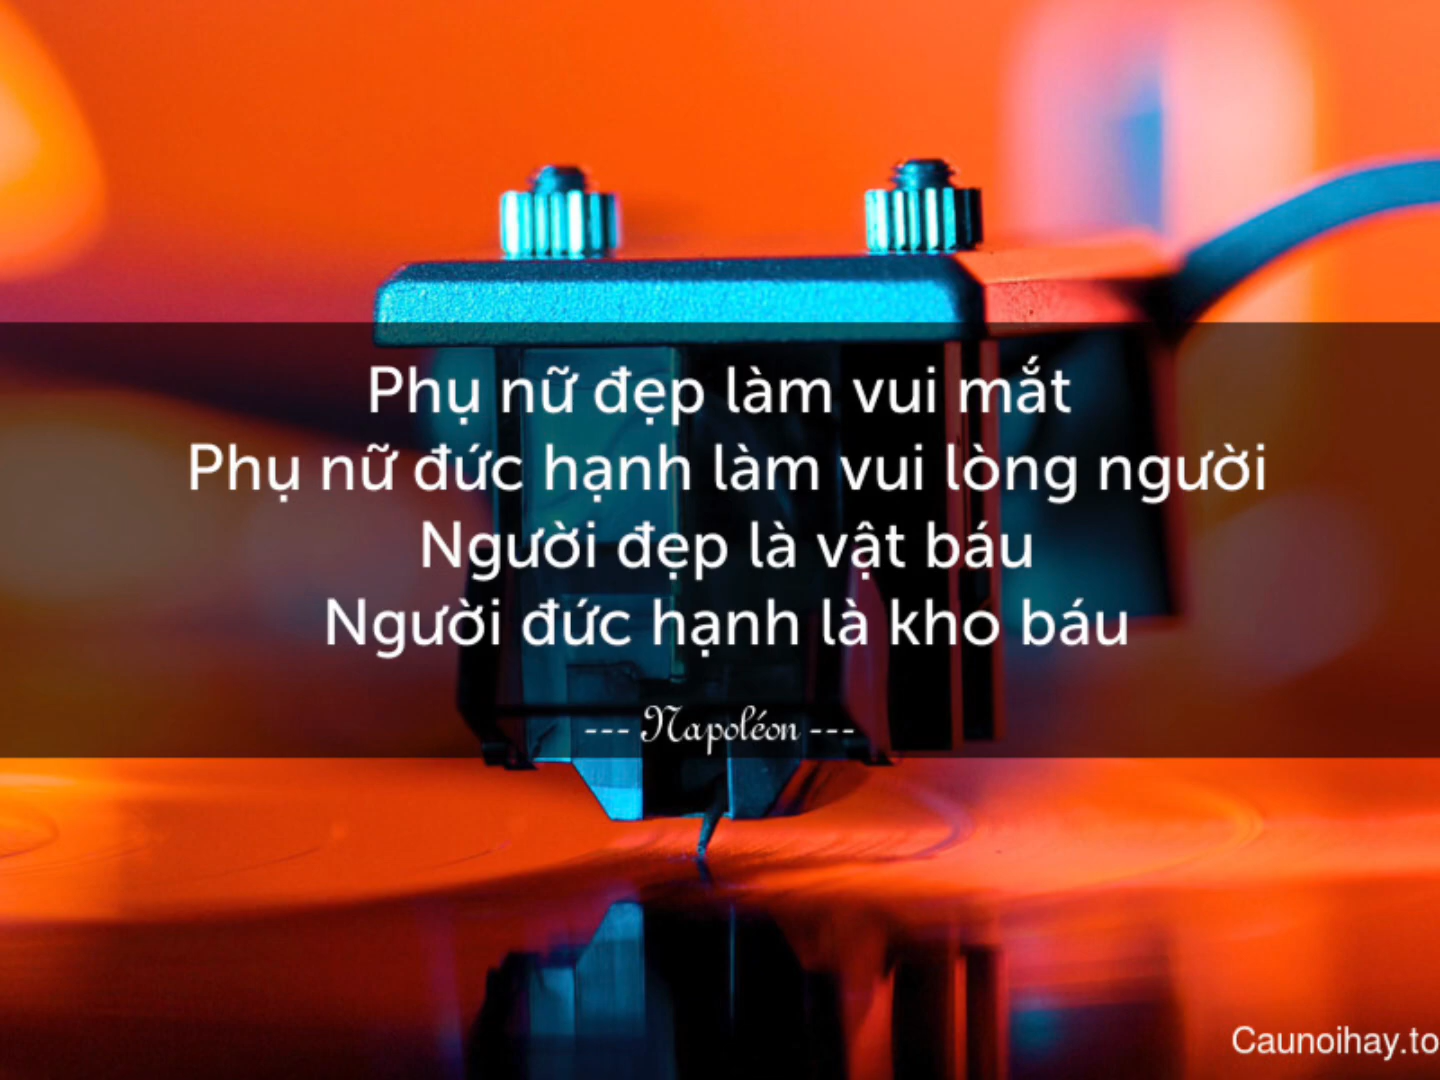 Phụ nữ đẹp làm vui mắt
Phụ nữ đức hạnh làm vui lòng người
Người đẹp là vật báu
Người đức hạnh là kho báu
--- Napoléon ---
Caunoihay.to